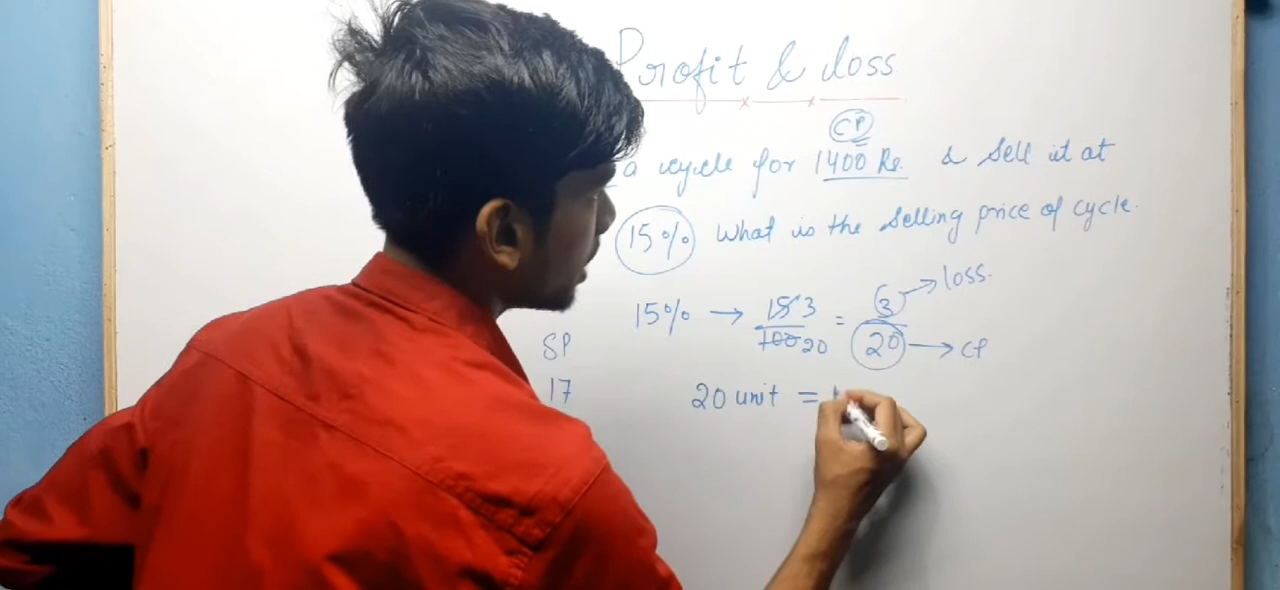 Profit & loss
CP
a cycle for 1400 Rs. & Sell it at
15% What is the Selling price of cycle.
15% → 15 3 / 100 20 = 3 / 20
→ loss.
→ CP
SP
17
20 unit =